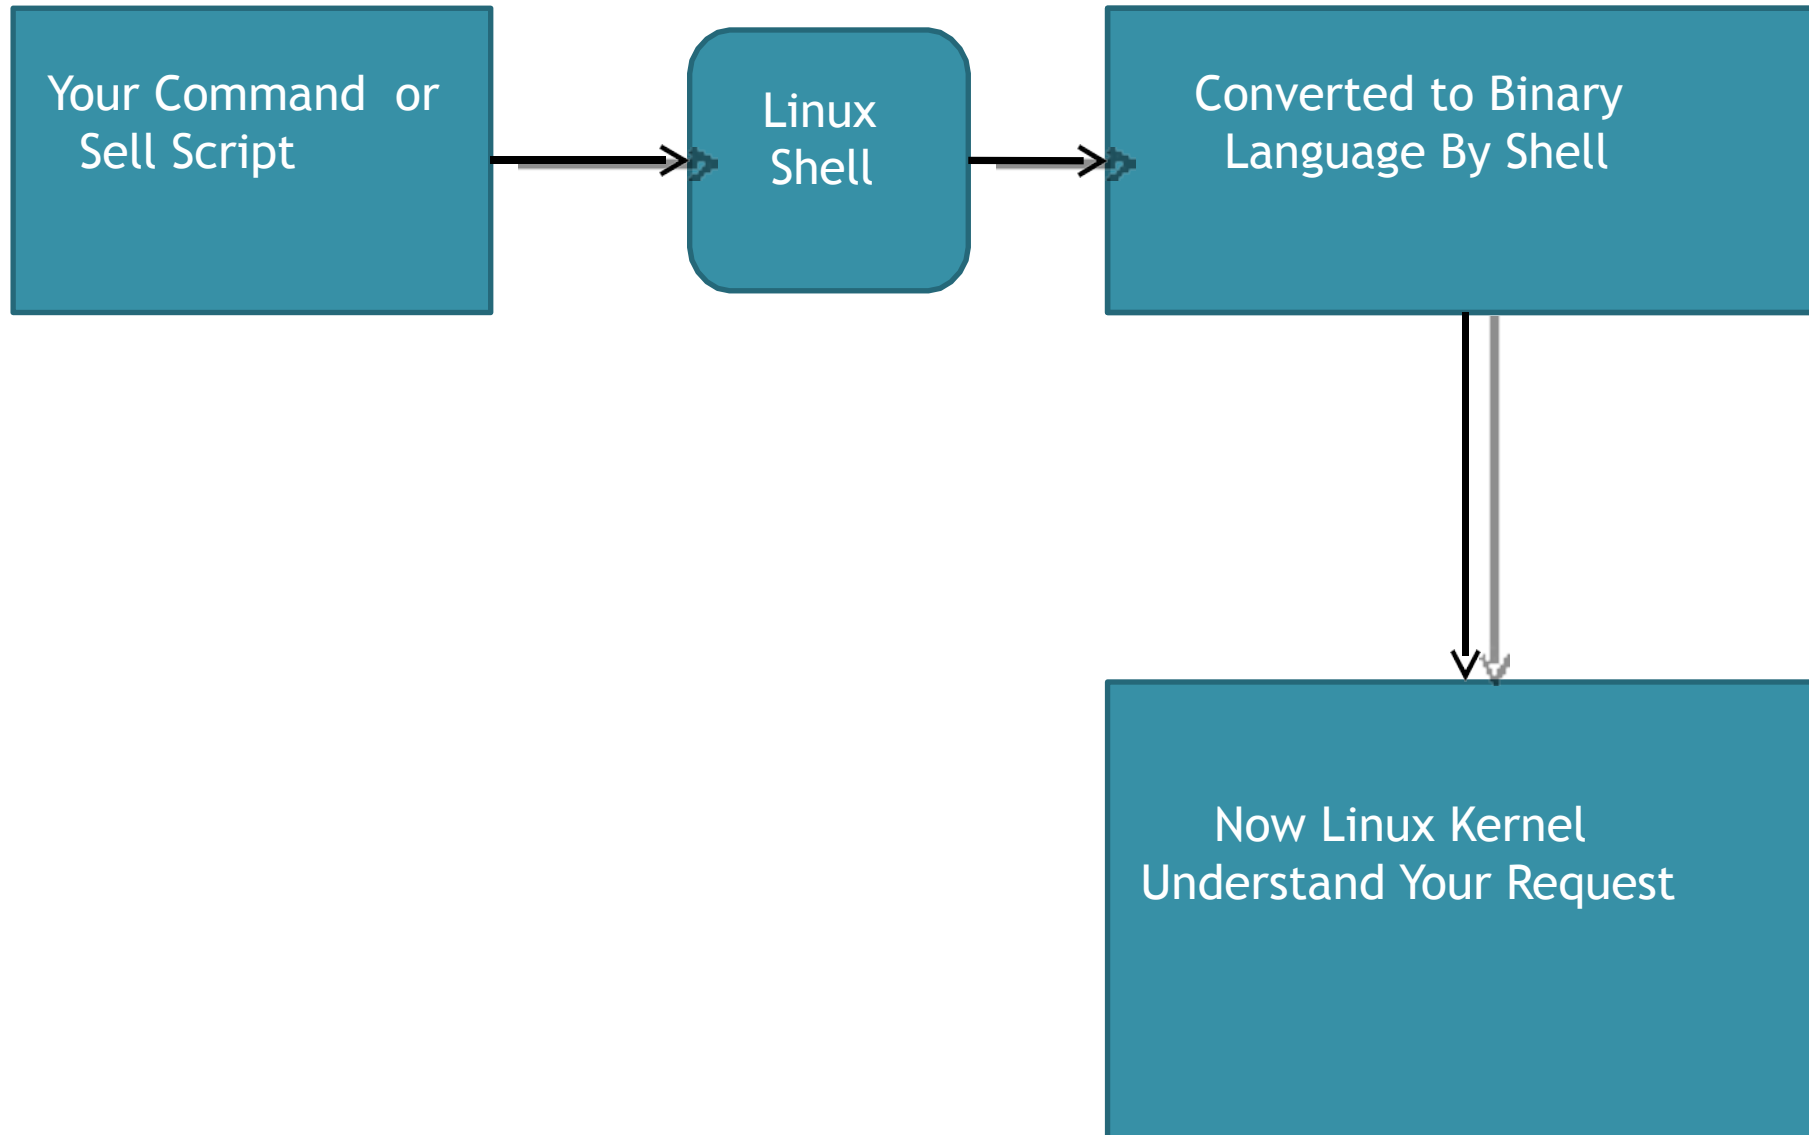 Your Command or
Sell Script
Linux
Shell
Converted to Binary
Language By Shell
Now Linux Kernel
Understand Your Request